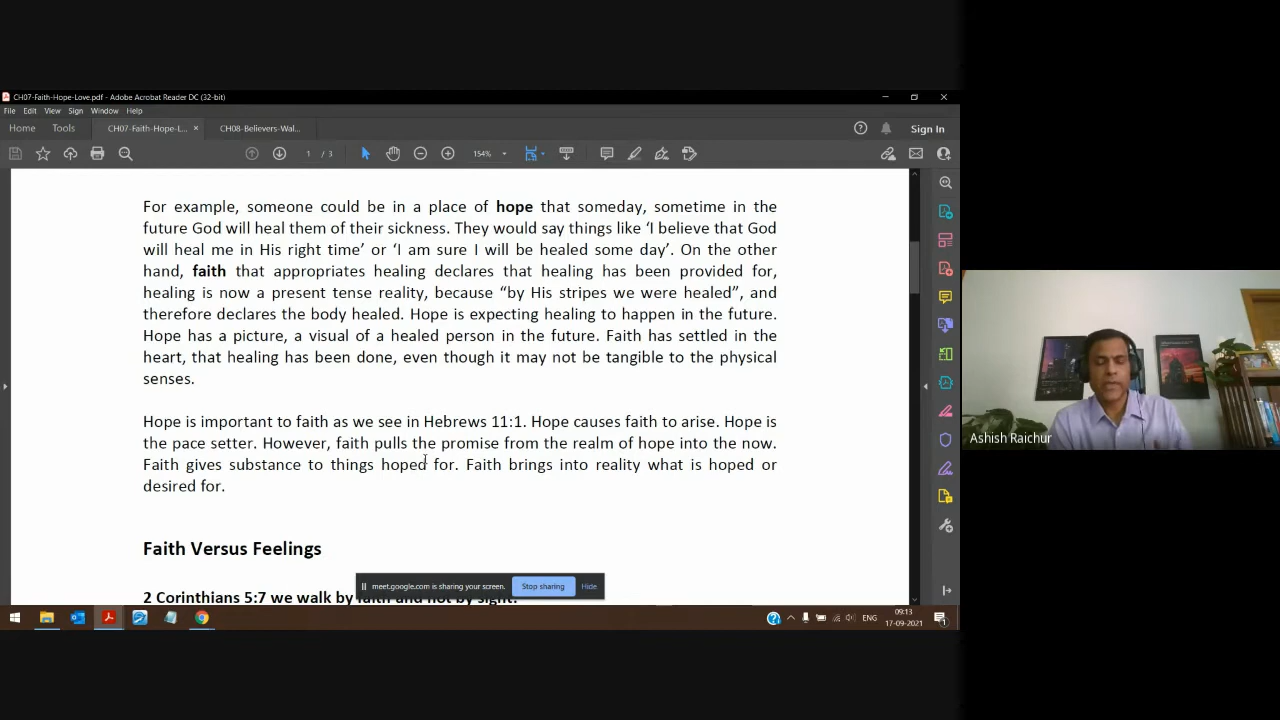 CH07-Faith-Hope-Love.pdf - Adobe Acrobat Reader DC (32-bit)
File Edit View Sign Window Help
Home Tools CH07-Faith-Hope-L... × CH08-Believers-Wal... Sign In
1 / 3 154%
For example, someone could be in a place of hope that someday, sometime in the
future God will heal them of their sickness. They would say things like ‘I believe that God
will heal me in His right time’ or ‘I am sure I will be healed some day’. On the other
hand, faith that appropriates healing declares that healing has been provided for,
healing is now a present tense reality, because “by His stripes we were healed”, and
therefore declares the body healed. Hope is expecting healing to happen in the future.
Hope has a picture, a visual of a healed person in the future. Faith has settled in the
heart, that healing has been done, even though it may not be tangible to the physical
senses.
Hope is important to faith as we see in Hebrews 11:1. Hope causes faith to arise. Hope is
the pace setter. However, faith pulls the promise from the realm of hope into the now.
Faith gives substance to things hoped for. Faith brings into reality what is hoped or
desired for.
Faith Versus Feelings
meet.google.com is sharing your screen. Stop sharing Hide
2 Corinthians 5:7 we walk by faith and not by sight.
ENG
09:13
17-09-2021
Ashish Raichur